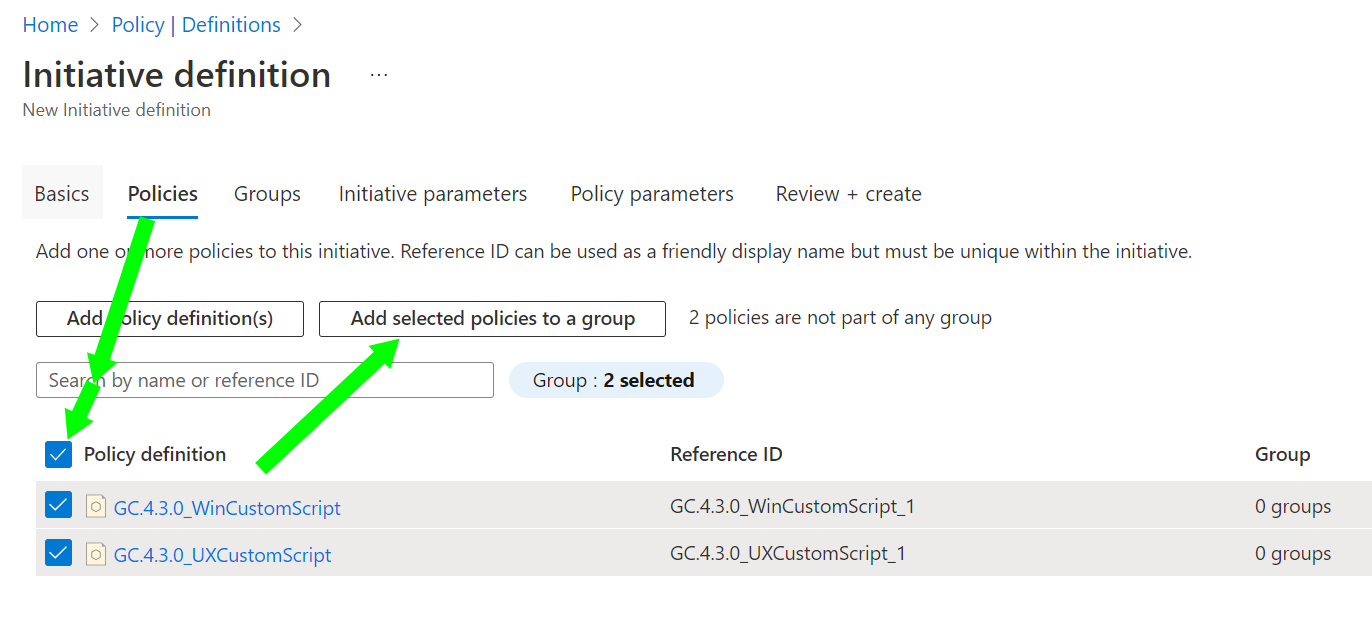 Home > Policy | Definitions >
Initiative definition ...
New Initiative definition
Basics Policies Groups Initiative parameters Policy parameters Review + create
Add one or more policies to this initiative. Reference ID can be used as a friendly display name but must be unique within the initiative.
Add policy definition(s) Add selected policies to a group 2 policies are not part of any group
Search by name or reference ID Group : 2 selected
Policy definition Reference ID Group
GC.4.3.0_WinCustomScript GC.4.3.0_WinCustomScript_1 0 groups
GC.4.3.0_UXCustomScript GC.4.3.0_UXCustomScript_1 0 groups